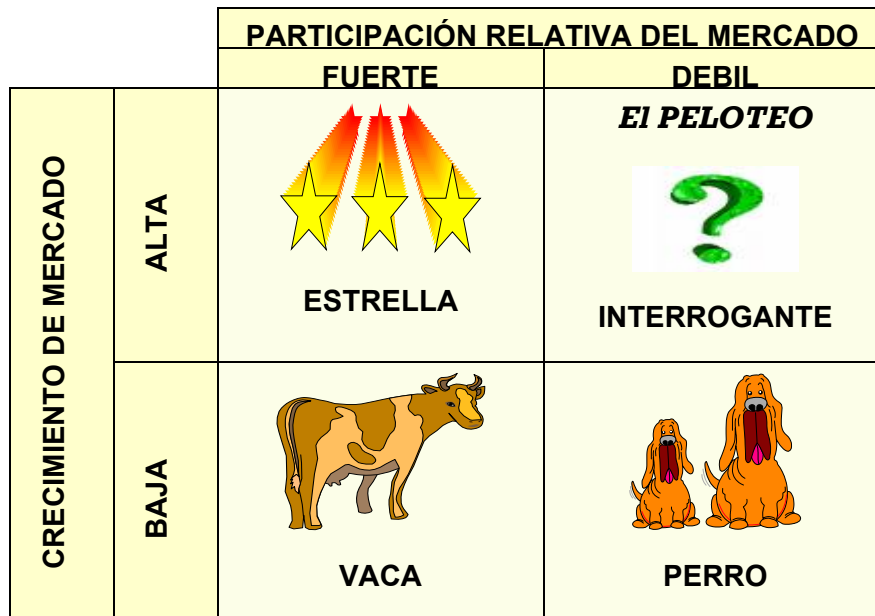 PARTICIPACIÓN RELATIVA DEL MERCADO
FUERTE
DEBIL
CRECIMIENTO DE MERCADO
ALTA
El PELOTEO
ESTRELLA
INTERROGANTE
BAJA
VACA
PERRO